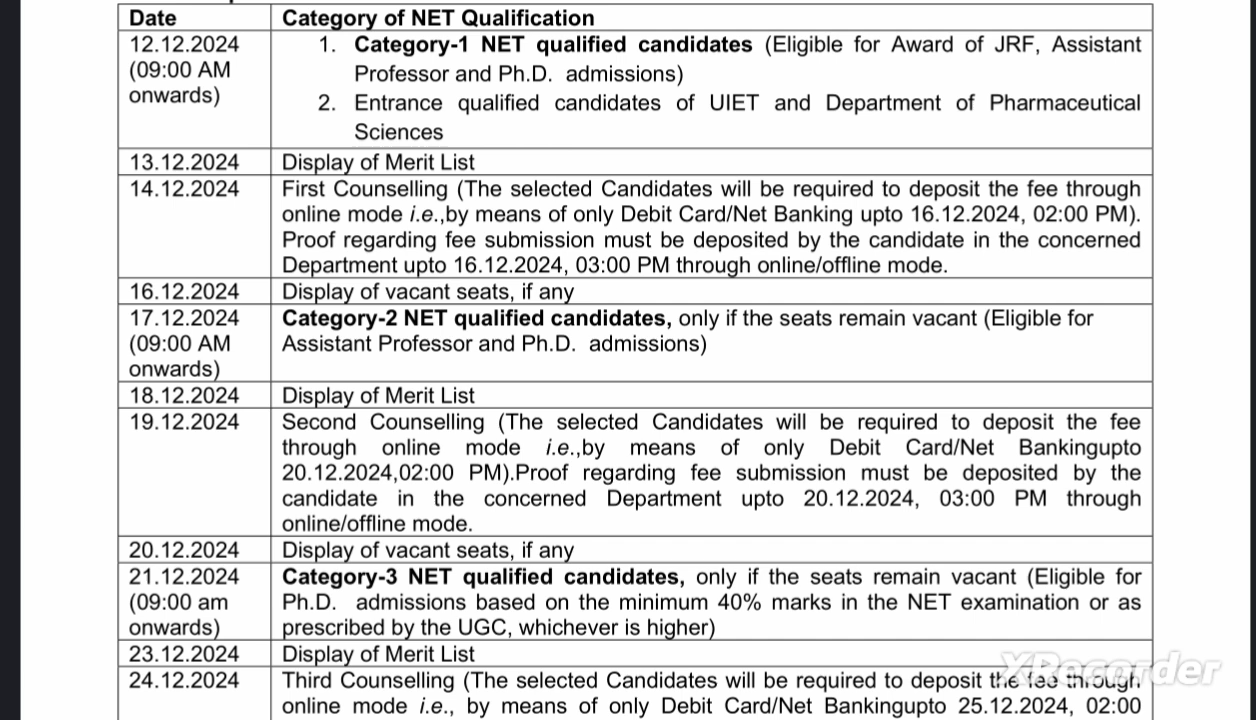 Date Category of NET Qualification
12.12.2024 1. Category-1 NET qualified candidates (Eligible for Award of JRF, Assistant
(09:00 AM Professor and Ph.D. admissions)
onwards) 2. Entrance qualified candidates of UIET and Department of Pharmaceutical
Sciences
13.12.2024 Display of Merit List
14.12.2024 First Counselling (The selected Candidates will be required to deposit the fee through
online mode i.e.,by means of only Debit Card/Net Banking upto 16.12.2024, 02:00 PM).
Proof regarding fee submission must be deposited by the candidate in the concerned
Department upto 16.12.2024, 03:00 PM through online/offline mode.
16.12.2024 Display of vacant seats, if any
17.12.2024 Category-2 NET qualified candidates, only if the seats remain vacant (Eligible for
(09:00 AM Assistant Professor and Ph.D. admissions)
onwards)
18.12.2024 Display of Merit List
19.12.2024 Second Counselling (The selected Candidates will be required to deposit the fee
through online mode i.e.,by means of only Debit Card/Net Bankingupto
20.12.2024,02:00 PM).Proof regarding fee submission must be deposited by the
candidate in the concerned Department upto 20.12.2024, 03:00 PM through
online/offline mode.
20.12.2024 Display of vacant seats, if any
21.12.2024 Category-3 NET qualified candidates, only if the seats remain vacant (Eligible for
(09:00 am Ph.D. admissions based on the minimum 40% marks in the NET examination or as
onwards) prescribed by the UGC, whichever is higher)
23.12.2024 Display of Merit List
24.12.2024 Third Counselling (The selected Candidates will be required to deposit the fee through
online mode i.e., by means of only Debit Card/Net Bankingupto 25.12.2024, 02:00
XRecorder